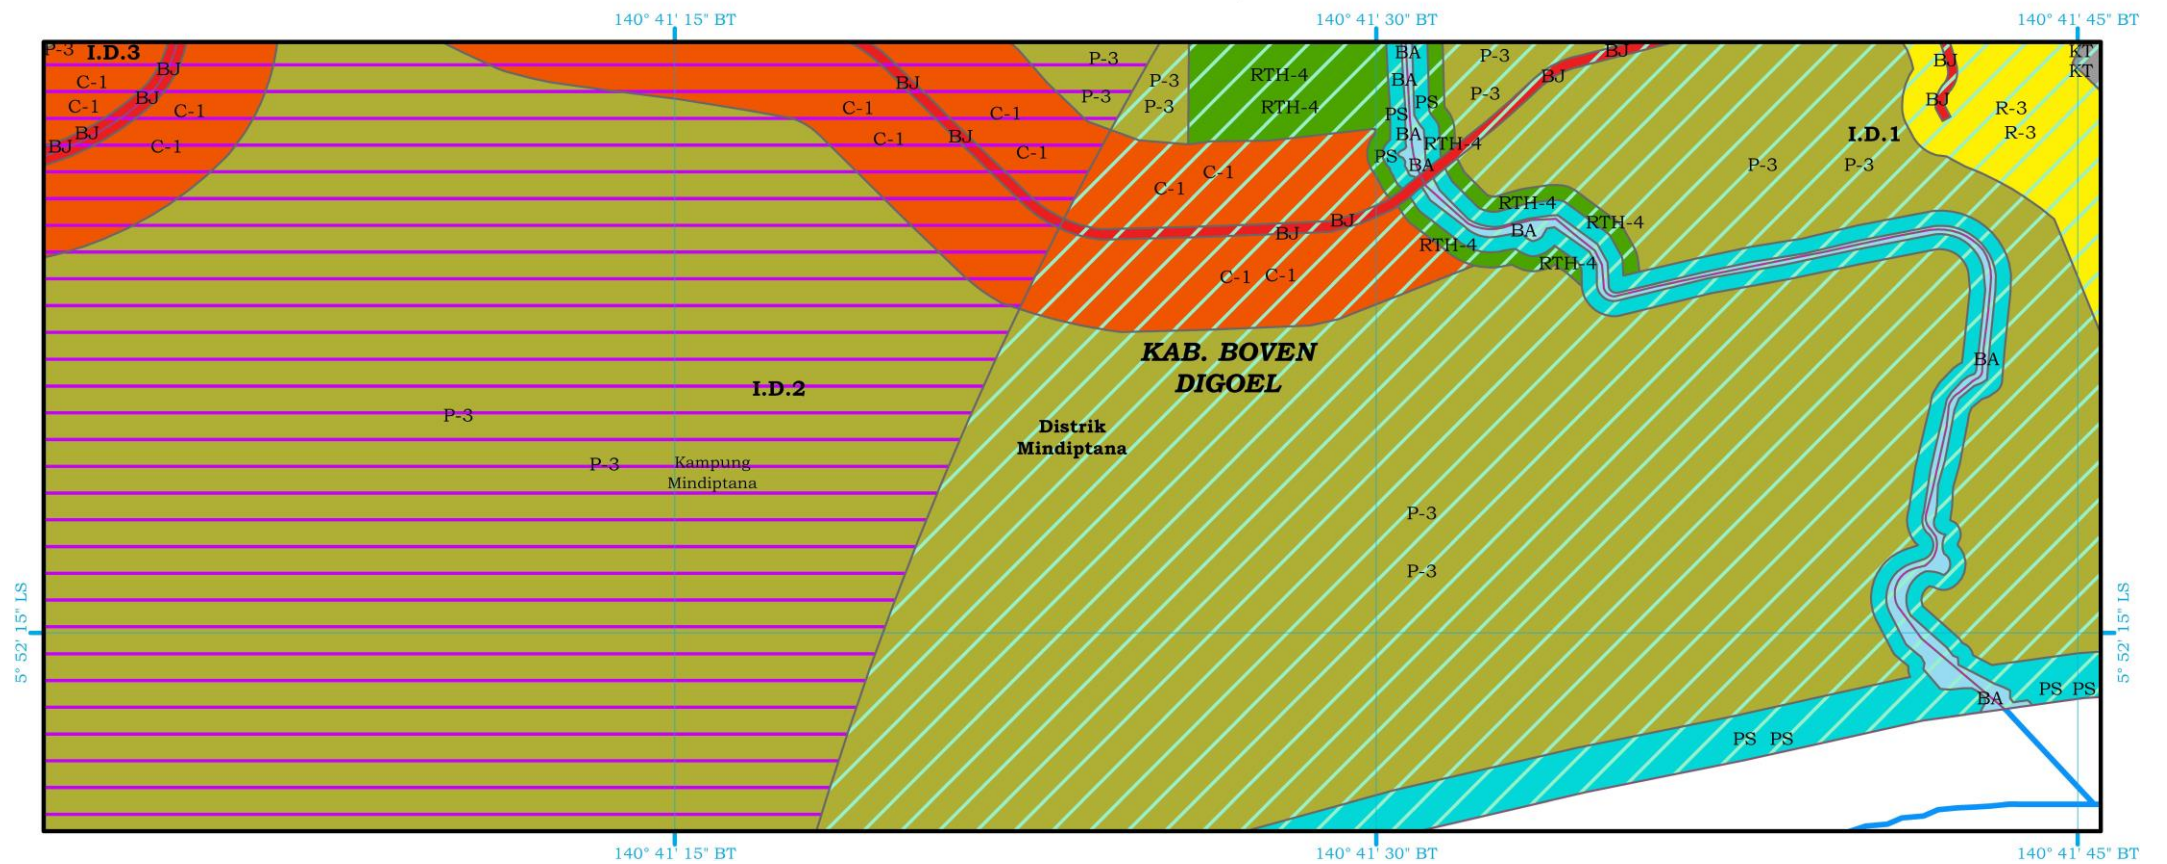 140° 41' 15" BT
140° 41' 30" BT
140° 41' 45" BT
P-3
I.D.3
BJ
C-1
C-1
BJ
C-1
BJ
BJ
C-1
BJ
C-1
C-1
C-1
BJ
C-1
P-3
P-3
P-3
P-3
RTH-4
RTH-4
BA
BA
PS
PS
BA
RTH-4
PS
BA
P-3
P-3
BJ
BJ
BJ
BJ
KT
KT
R-3
R-3
I.D.1
P-3
P-3
C-1
C-1
BJ
BJ
C-1
C-1
RTH-4
RTH-4
BA
RTH-4
RTH-4
KAB. BOVEN
DIGOEL
BA
I.D.2
P-3
Distrik
Mindiptana
P-3
Kampung
Mindiptana
P-3
P-3
5° 52' 15" LS
5° 52' 15" LS
BA
PS PS
PS PS
140° 41' 15" BT
140° 41' 30" BT
140° 41' 45" BT